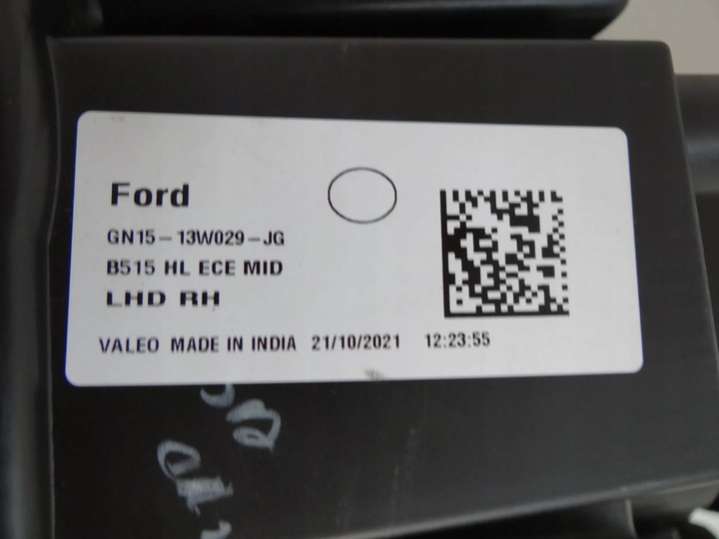 Ford
GN15-13W029-JG
B515 HL ECE MID
LHD RH
VALEO MADE IN INDIA 21/10/2021 12:23:55